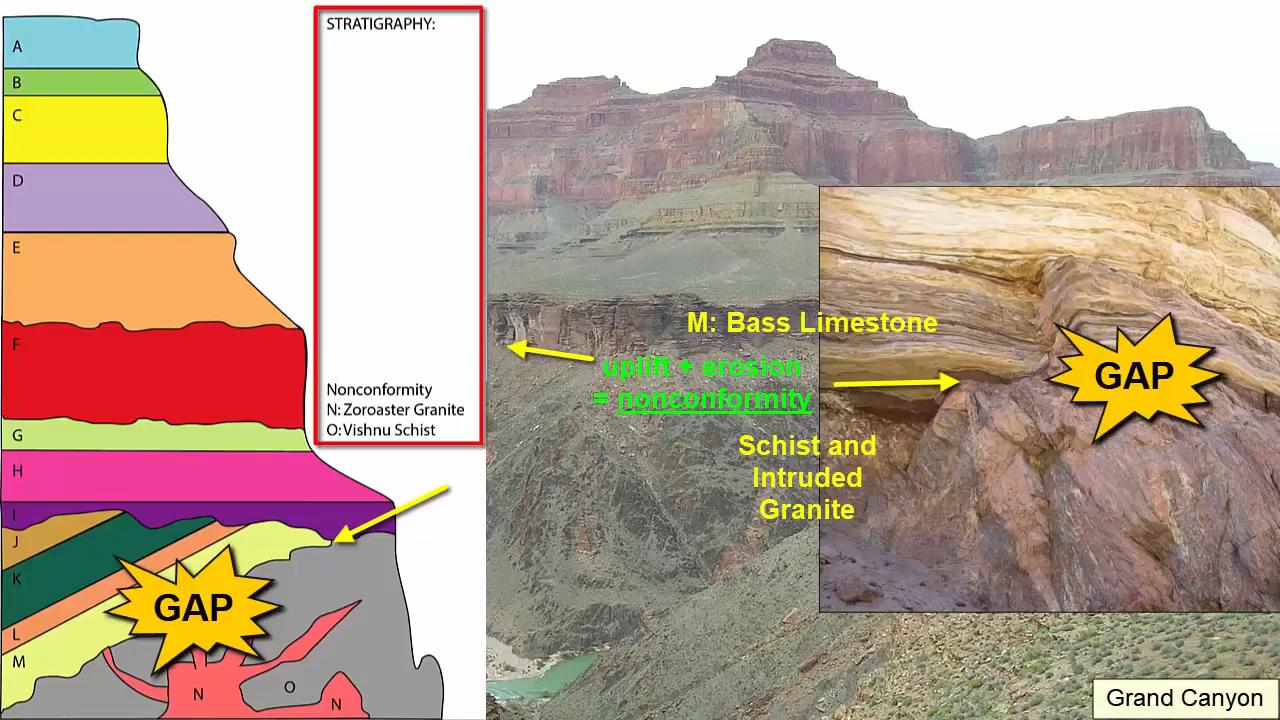 A
B
C
D
E
F
G
H
I
J
K
L
M
GAP
N
O
N
STRATIGRAPHY:
Nonconformity
N: Zoroaster Granite
O: Vishnu Schist
M: Bass Limestone
uplift + erosion
= nonconformity
Schist and
Intruded
Granite
GAP
Grand Canyon